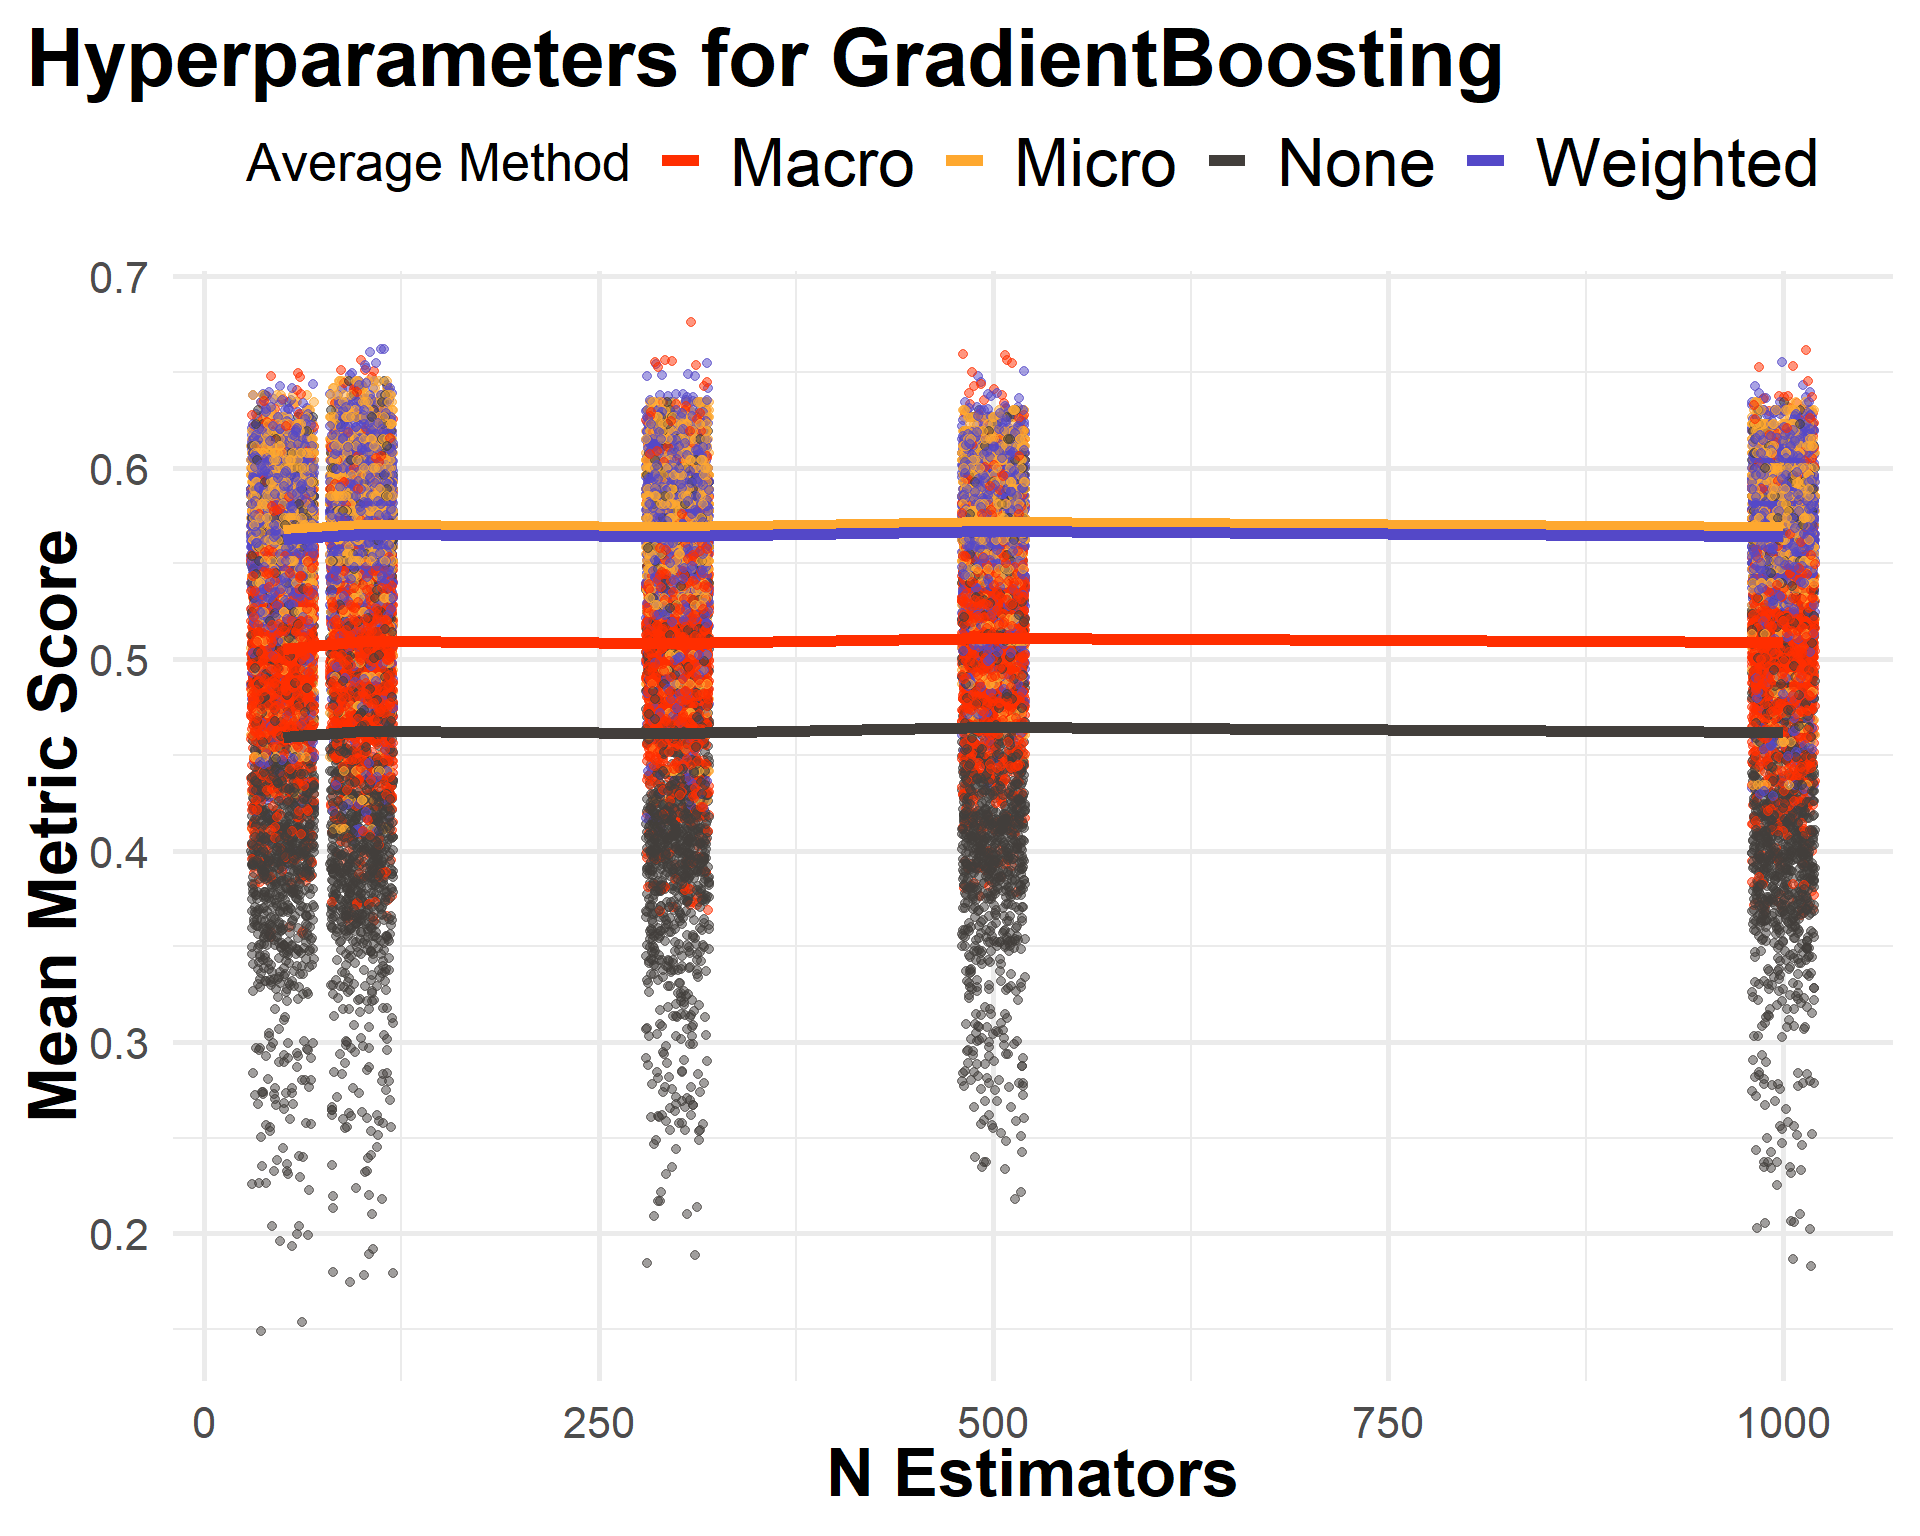 Hyperparameters for GradientBoosting
Average Method Macro Micro None Weighted
0.7
0.6
0.5
0.4
0.3
0.2
Mean Metric Score
0 250 500 750 1000
N Estimators